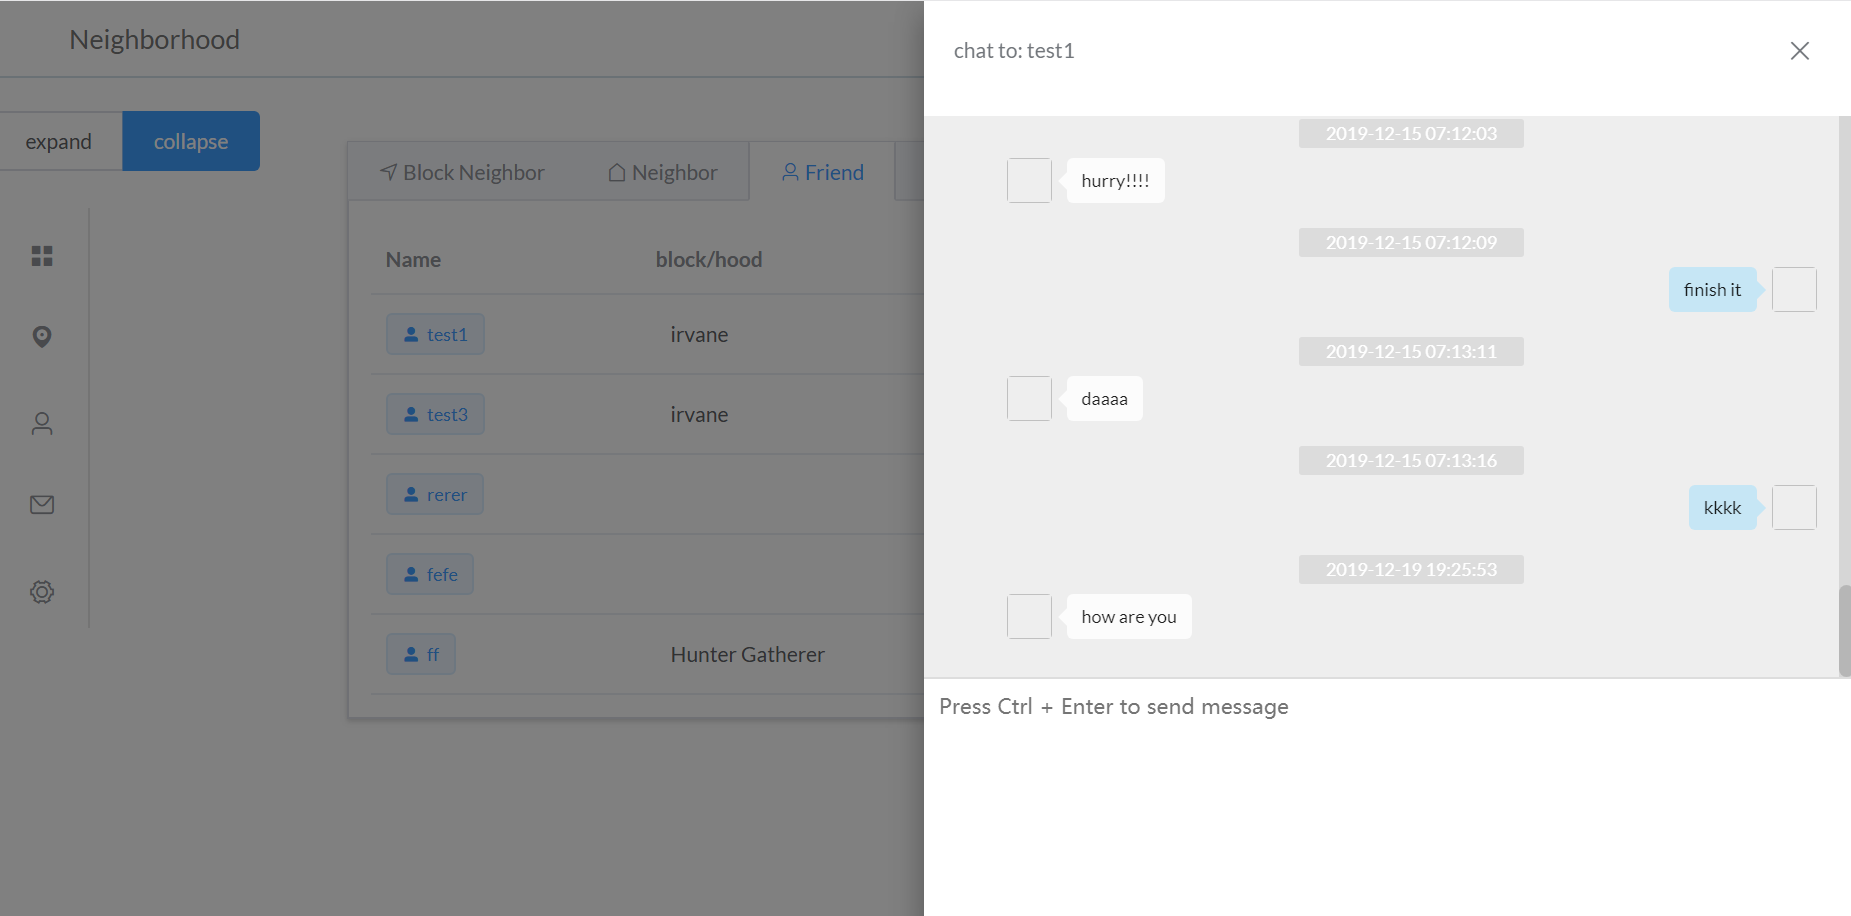 Neighborhood
expand
collapse
Block Neighbor
Neighbor
Friend
Name
block/hood
test1
irvane
test3
irvane
rerer
fefe
ff
Hunter Gatherer
chat to: test1
2019-12-15 07:12:03
hurry!!!!
2019-12-15 07:12:09
finish it
2019-12-15 07:13:11
daaaa
2019-12-15 07:13:16
kkkk
2019-12-19 19:25:53
how are you
Press Ctrl + Enter to send message